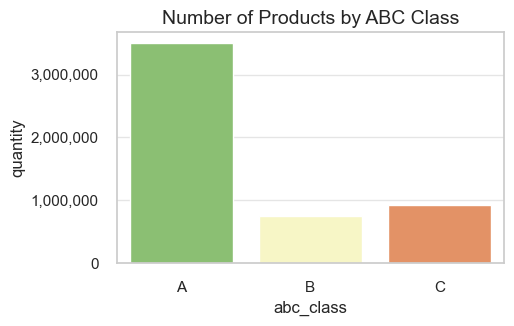 Number of Products by ABC Class
quantity
3,000,000
2,000,000
1,000,000
0
A B C
abc_class